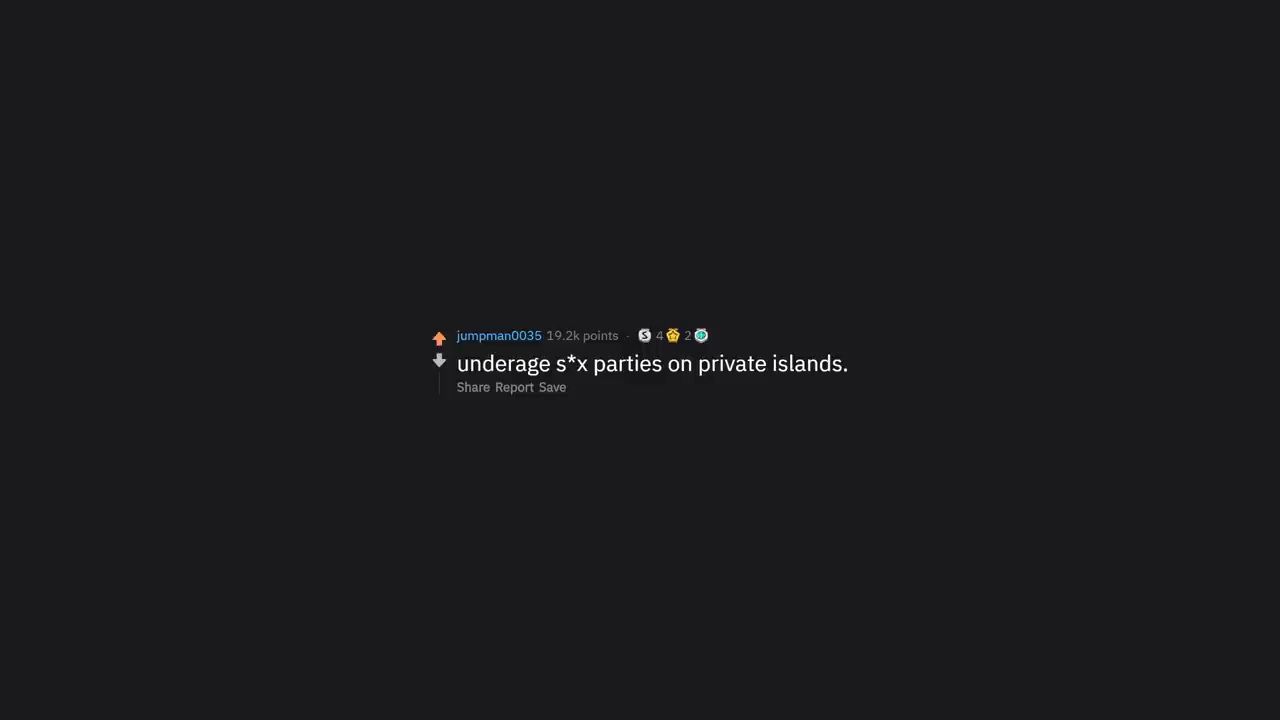 jumpman0035 19.2k points · S 4 2
underage s*x parties on private islands.
Share Report Save